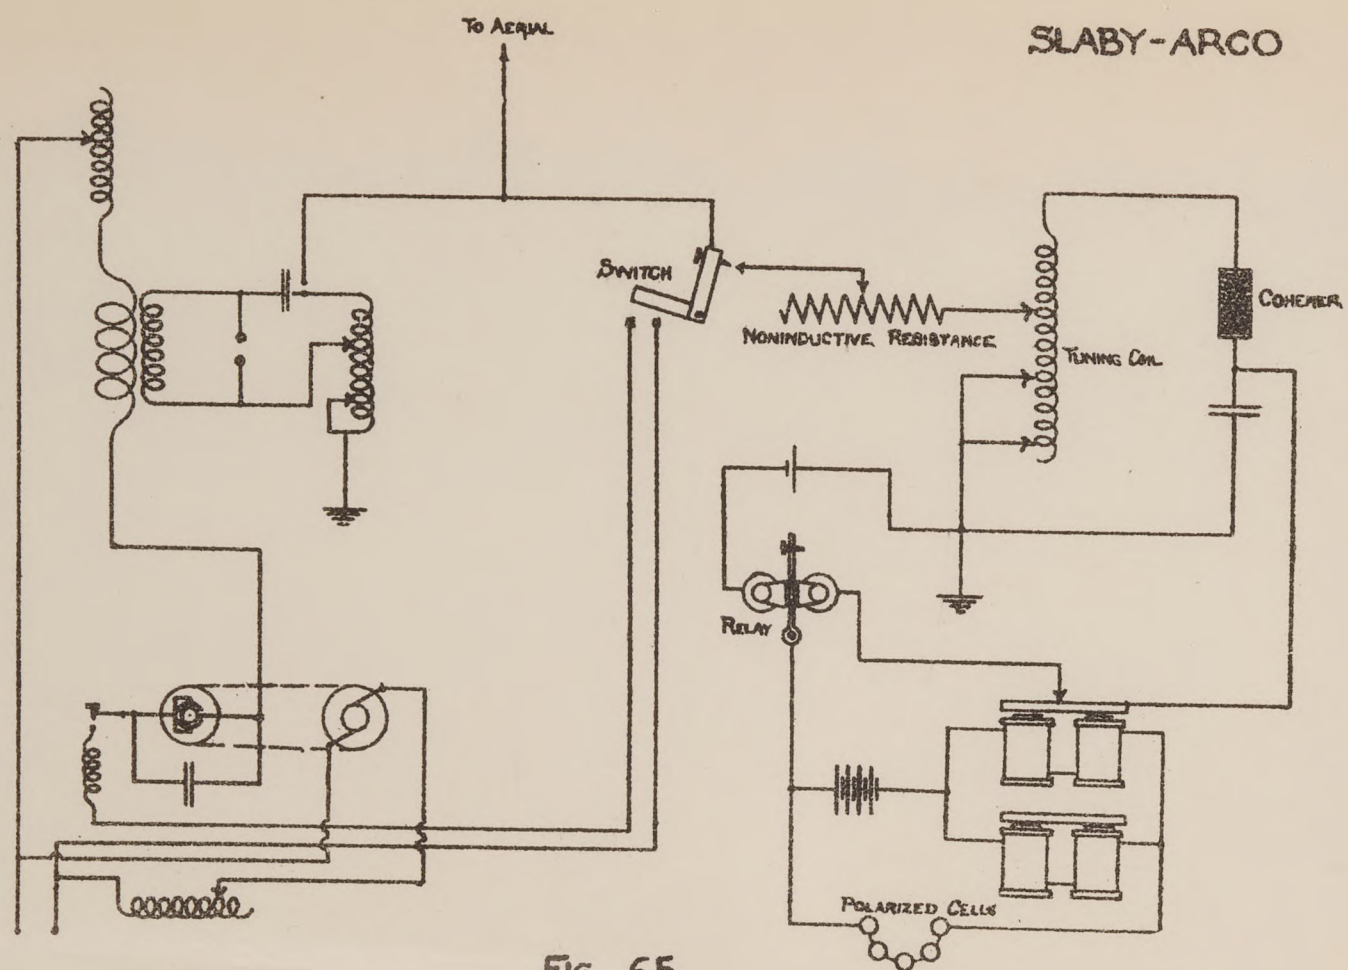 TO AERIAL
SLABY-ARCO
SWITCH
NONINDUCTIVE RESISTANCE
TUNING COIL
COHERER
RELAY
POLARIZED CELLS
FIG. 65